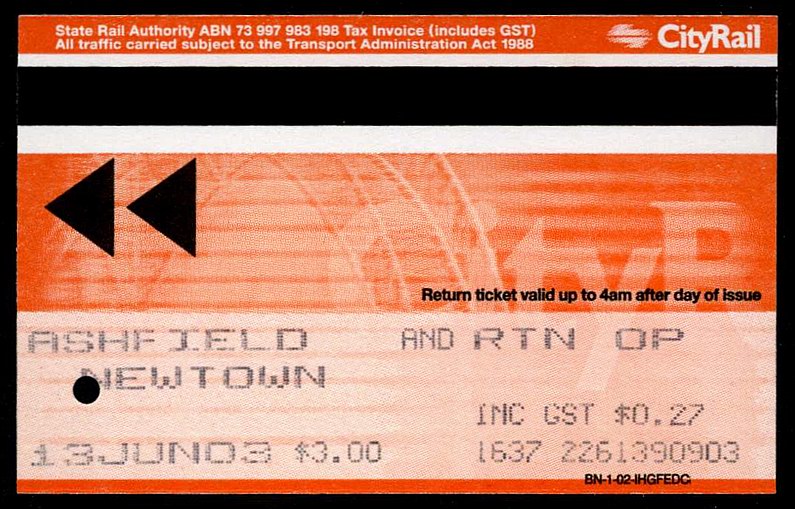 State Rail Authority ABN 73 997 983 198 Tax Invoice (includes GST)
All traffic carried subject to the Transport Administration Act 1988
CityRail
CityR
Return ticket valid up to 4am after day of issue
ASHFIELD AND RTN OP
NEWTOWN
INC GST $0.27
13JUN03 $3.00 1637 2261390903
BN-1-02-IHGFEDC